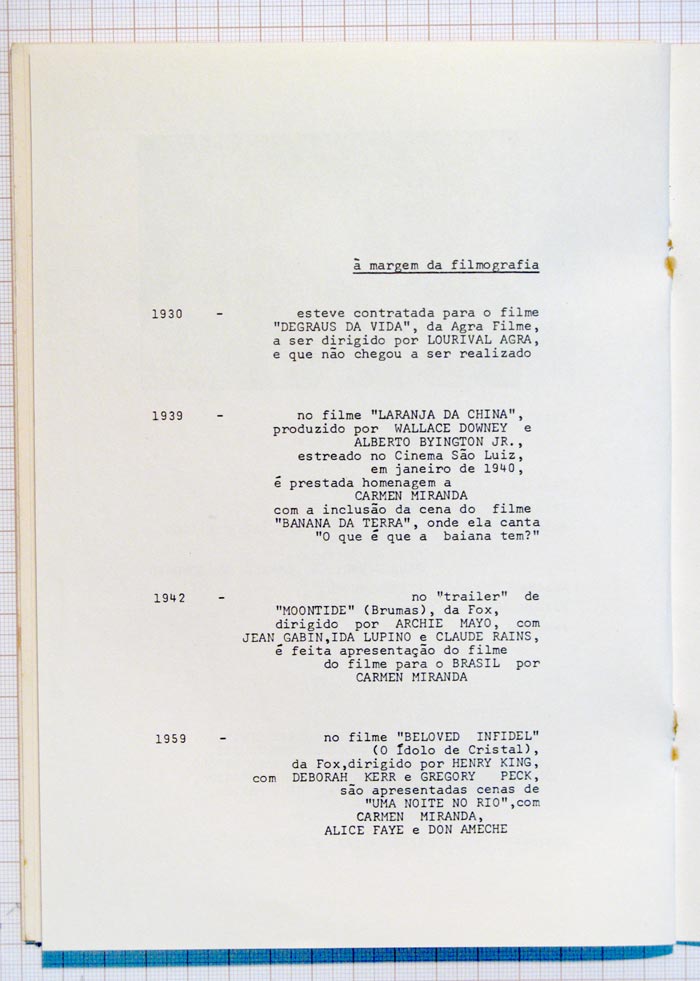 à margem da filmografia
1930 - esteve contratada para o filme
"DEGRAUS DA VIDA", da Agra Filme,
a ser dirigido por LOURIVAL AGRA,
e que não chegou a ser realizado
1939 - no filme "LARANJA DA CHINA",
produzido por WALLACE DOWNEY e
ALBERTO BYINGTON JR.,
estreado no Cinema São Luiz,
em janeiro de 1940,
é prestada homenagem a
CARMEN MIRANDA
com a inclusão da cena do filme
"BANANA DA TERRA", onde ela canta
"O que é que a baiana tem?"
1942 - no "trailer" de
"MOONTIDE" (Brumas), da Fox,
dirigido por ARCHIE MAYO, com
JEAN GABIN,IDA LUPINO e CLAUDE RAINS,
é feita apresentação do filme
do filme para o BRASIL por
CARMEN MIRANDA
1959 - no filme "BELOVED INFIDEL"
(O Ídolo de Cristal),
da Fox,dirigido por HENRY KING,
com DEBORAH KERR e GREGORY PECK,
são apresentadas cenas de
"UMA NOITE NO RIO",com
CARMEN MIRANDA,
ALICE FAYE e DON AMECHE